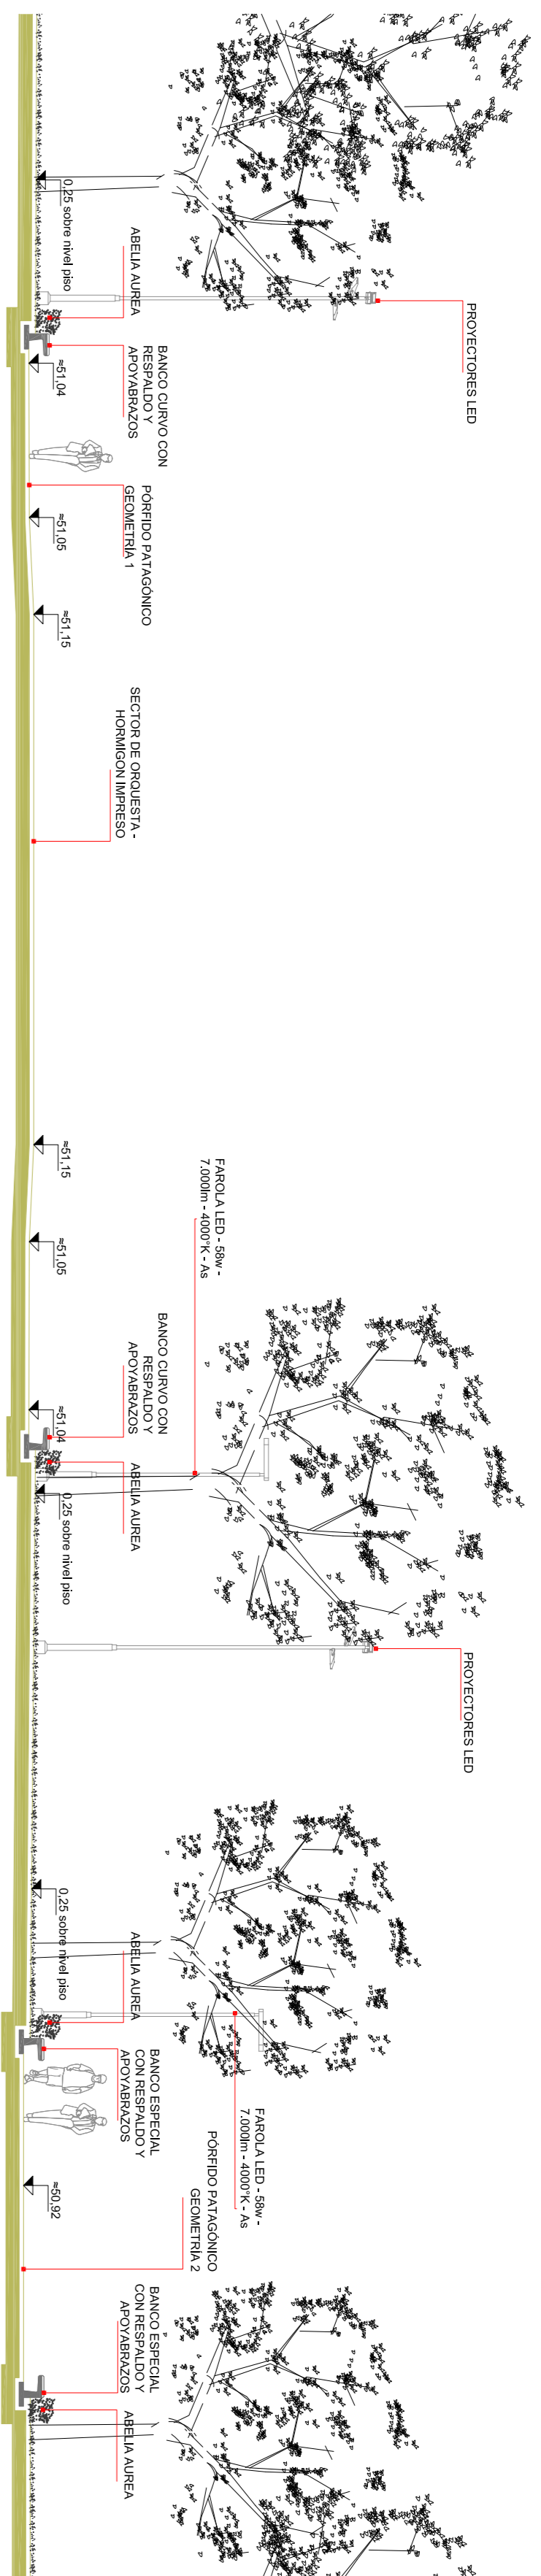 PROYECTORES LED
0,25 sobre nivel piso
ABELIA AUREA
BANCO CURVO CON
RESPALDO Y
APOYABRAZOS
≈51,04
PÓRFIDO PATAGÓNICO
GEOMETRÍA 1
≈51,05
≈51,15
SECTOR DE ORQUESTA -
HORMIGON IMPRESO
≈51,15
≈51,05
FAROLA LED - 58w -
7.000lm - 4000°K - As
BANCO CURVO CON
RESPALDO Y
APOYABRAZOS
≈51,04
ABELIA AUREA
0,25 sobre nivel piso
PROYECTORES LED
0,25 sobre nivel piso
ABELIA AUREA
BANCO ESPECIAL
CON RESPALDO Y
APOYABRAZOS
FAROLA LED - 58w -
7.000lm - 4000°K - As
≈50,92
PÓRFIDO PATAGÓNICO
GEOMETRÍA 2
BANCO ESPECIAL
CON RESPALDO Y
APOYABRAZOS
ABELIA AUREA